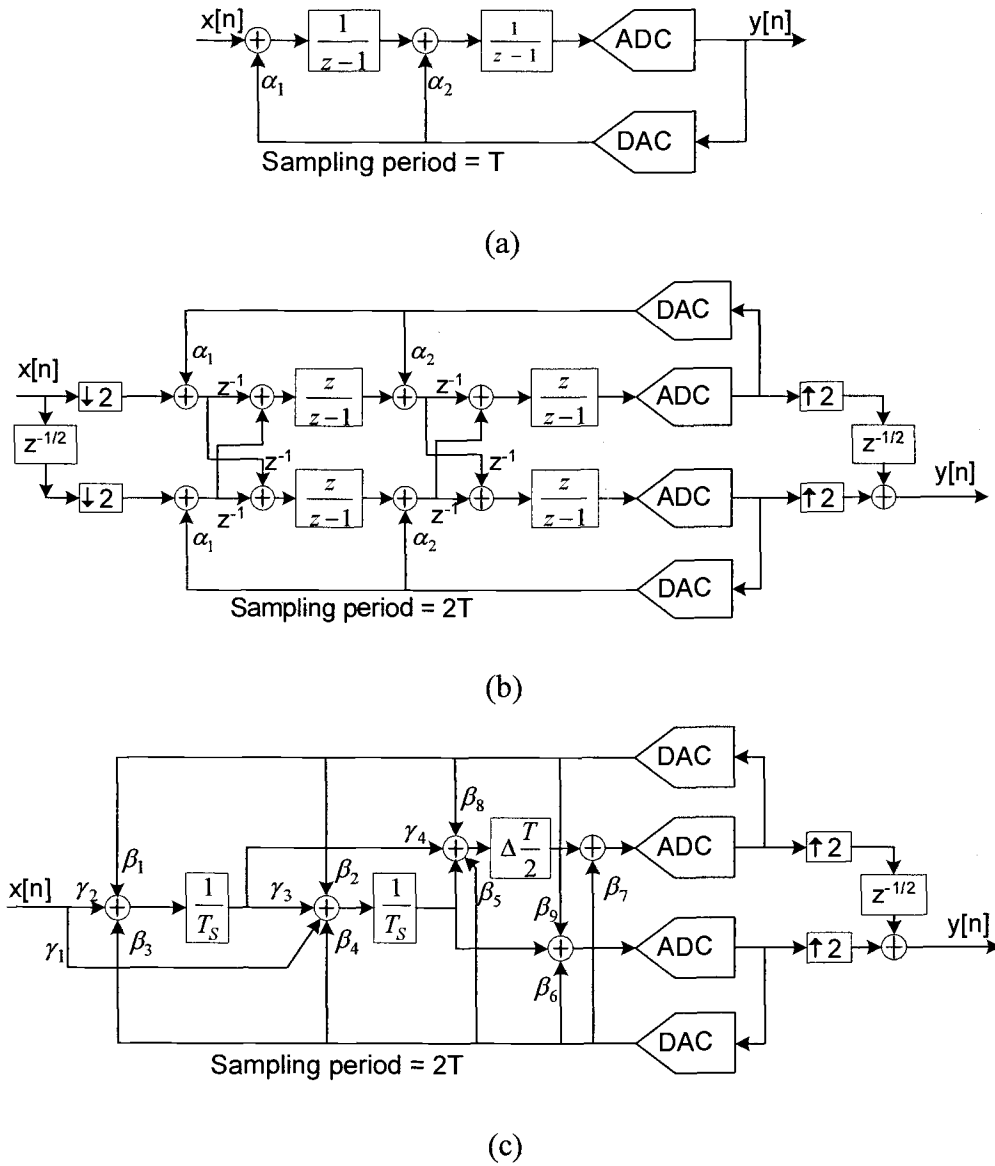 x[n]
1
z−1
1
z − 1
ADC
y[n]
α₁
α₂
DAC
Sampling period = T
(a)
DAC
α₁
α₂
x[n]
↓2
z⁻¹
z
z−1
z⁻¹
z
z−1
ADC
↑2
z⁻¹/²
z⁻¹
z⁻¹
z⁻¹/²
↓2
z⁻¹
z
z−1
z⁻¹
z
z−1
ADC
↑2
y[n]
α₁
α₂
DAC
Sampling period = 2T
(b)
DAC
β₈
γ₄
Δ T
2
ADC
↑2
β₁
β₂
β₅
β₇
z⁻¹/²
x[n]
γ₂
1
Tₛ
γ₃
1
Tₛ
β₉
γ₁
β₃
β₄
ADC
↑2
y[n]
β₆
DAC
Sampling period = 2T
(c)